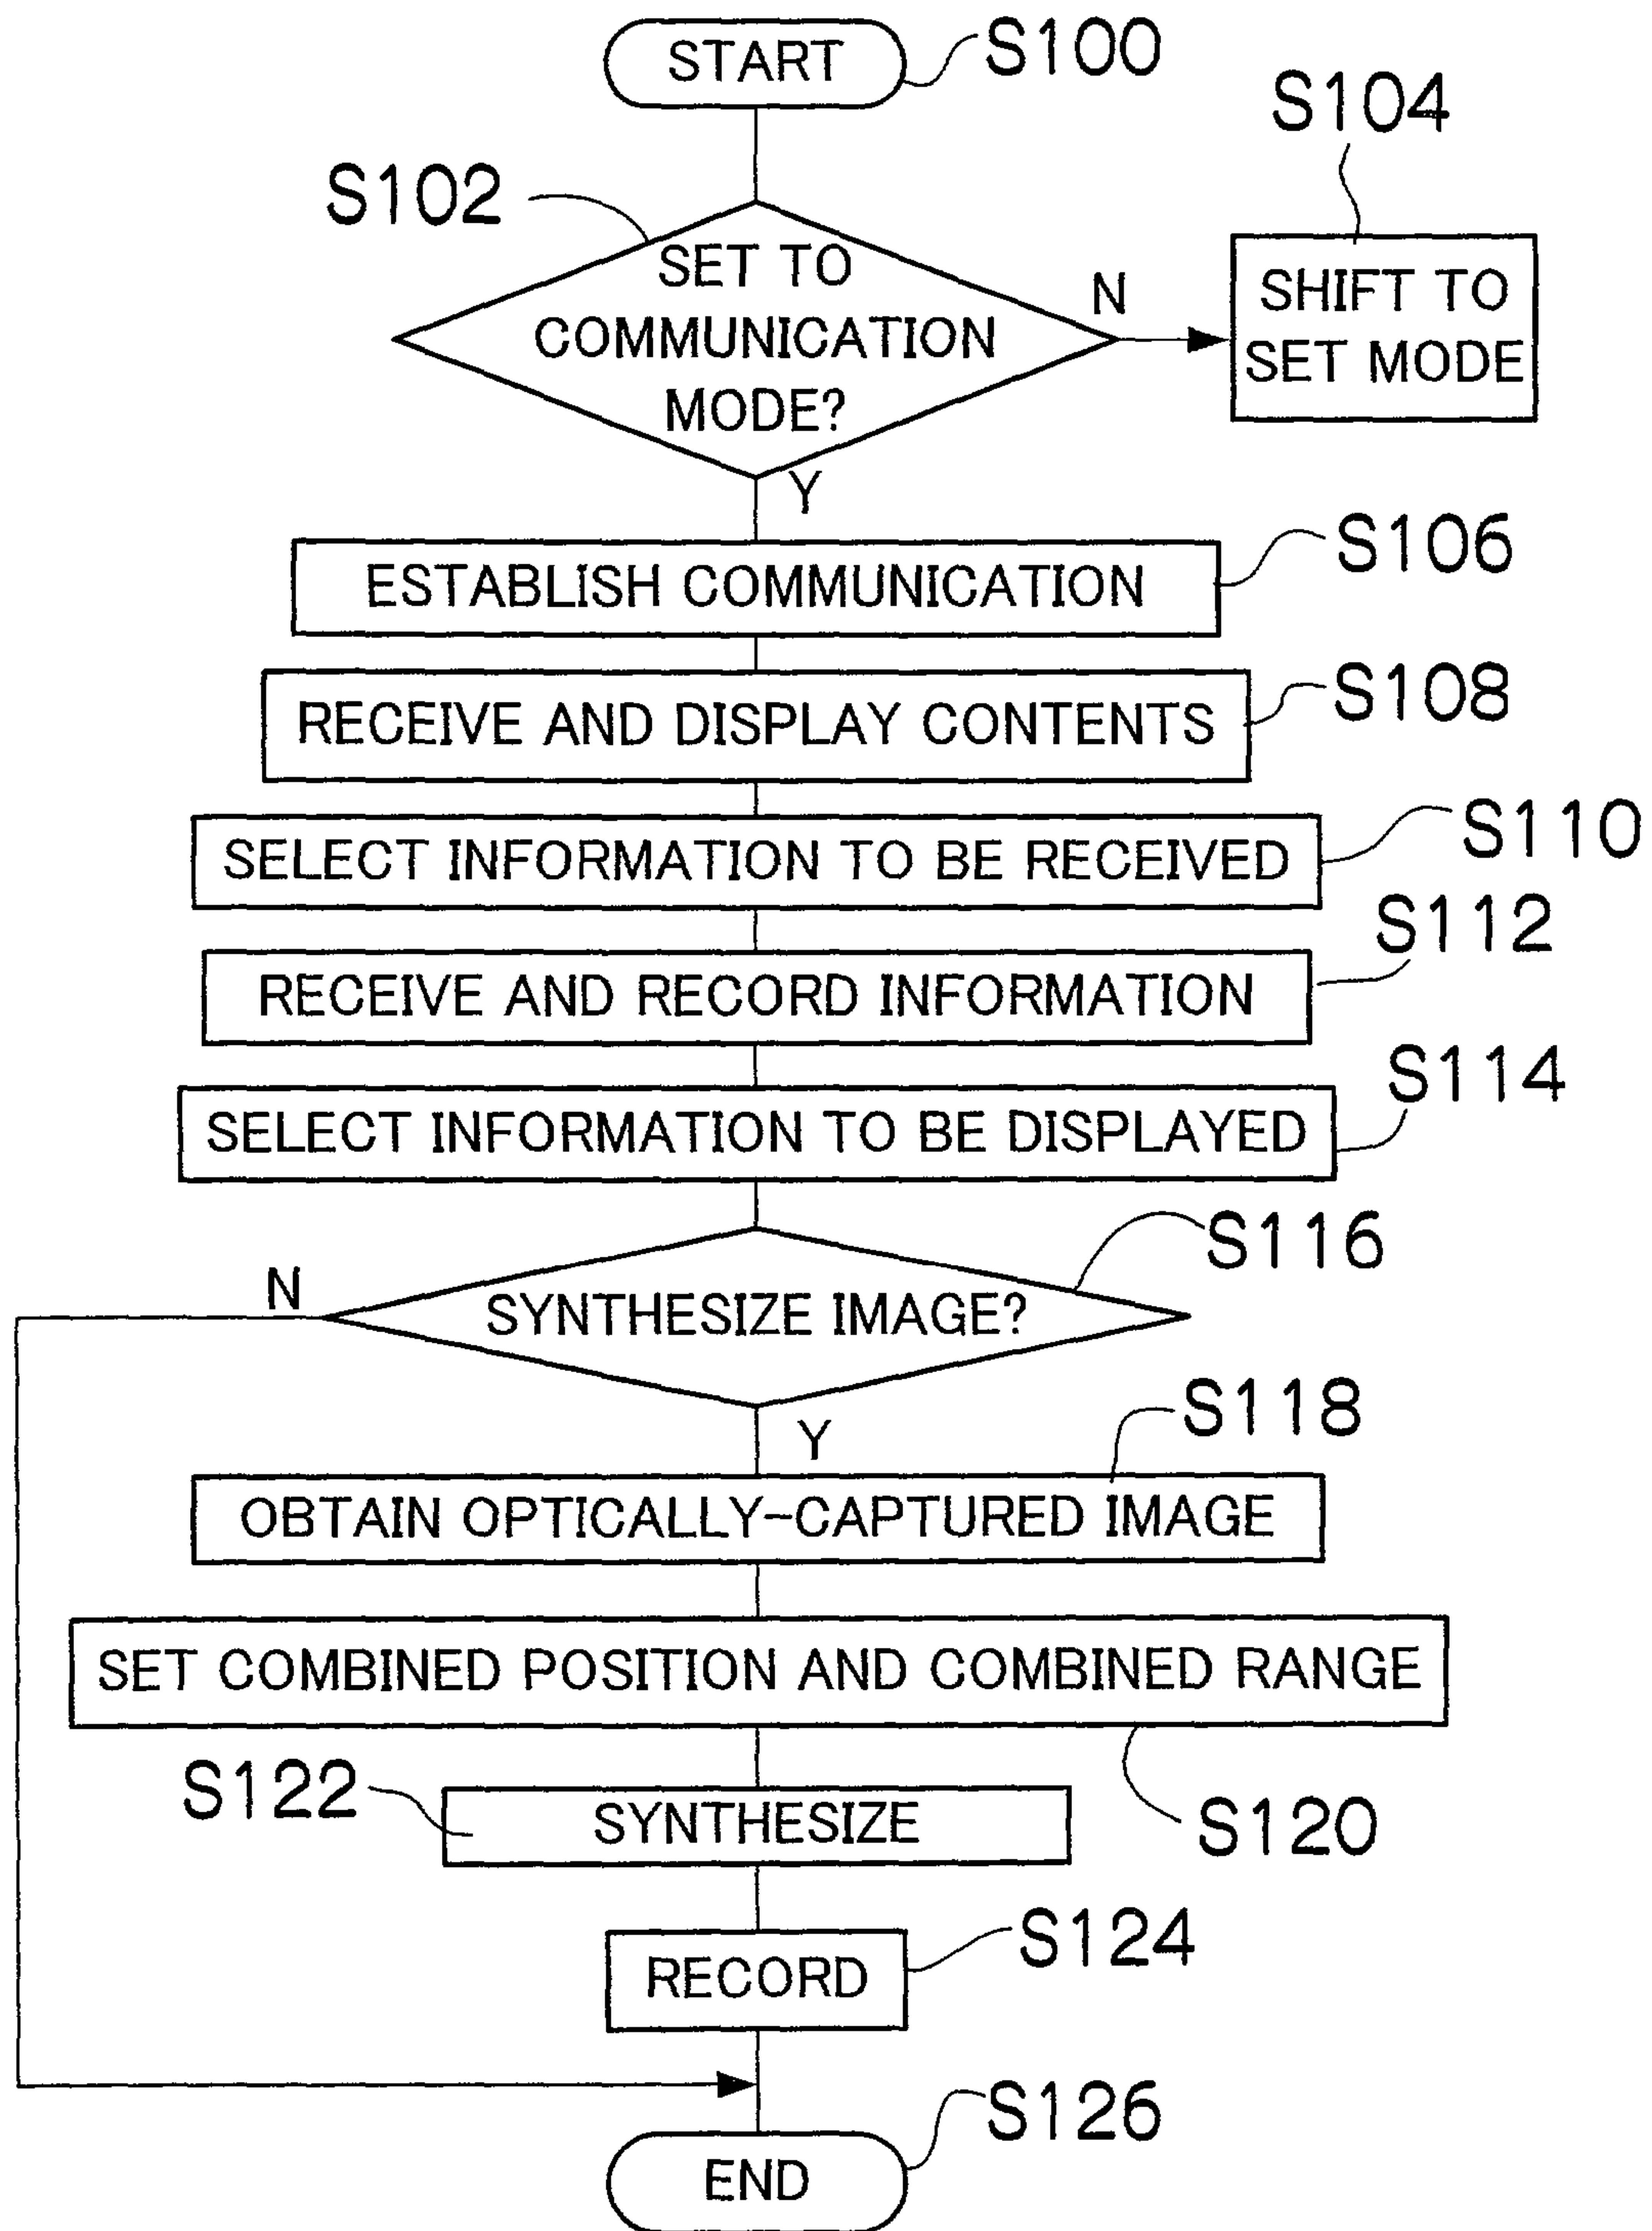 START
S100
S104
S102
SET TO
COMMUNICATION
MODE?
N
SHIFT TO
SET MODE
Y
ESTABLISH COMMUNICATION
S106
RECEIVE AND DISPLAY CONTENTS
S108
SELECT INFORMATION TO BE RECEIVED
S110
RECEIVE AND RECORD INFORMATION
S112
SELECT INFORMATION TO BE DISPLAYED
S114
S116
N
SYNTHESIZE IMAGE?
Y
S118
OBTAIN OPTICALLY-CAPTURED IMAGE
SET COMBINED POSITION AND COMBINED RANGE
S120
S122
SYNTHESIZE
S124
RECORD
S126
END